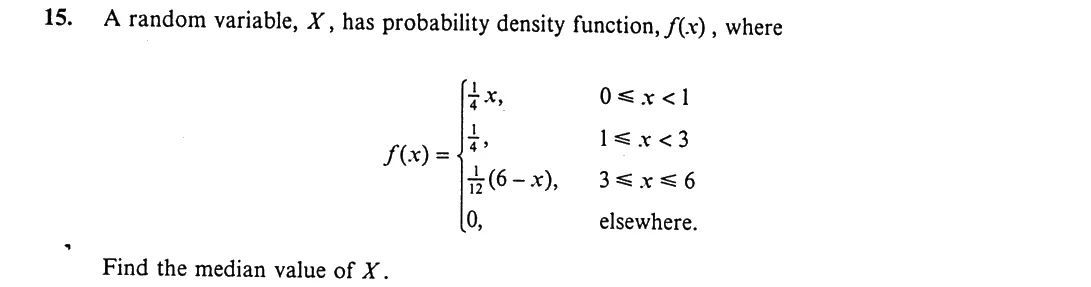 15. A random variable, X, has probability density function, f(x), where
f(x) = { 1/4 x, 0 ⩽ x < 1
1/4, 1 ⩽ x < 3
1/12 (6 – x), 3 ⩽ x ⩽ 6
0, elsewhere.
Find the median value of X.